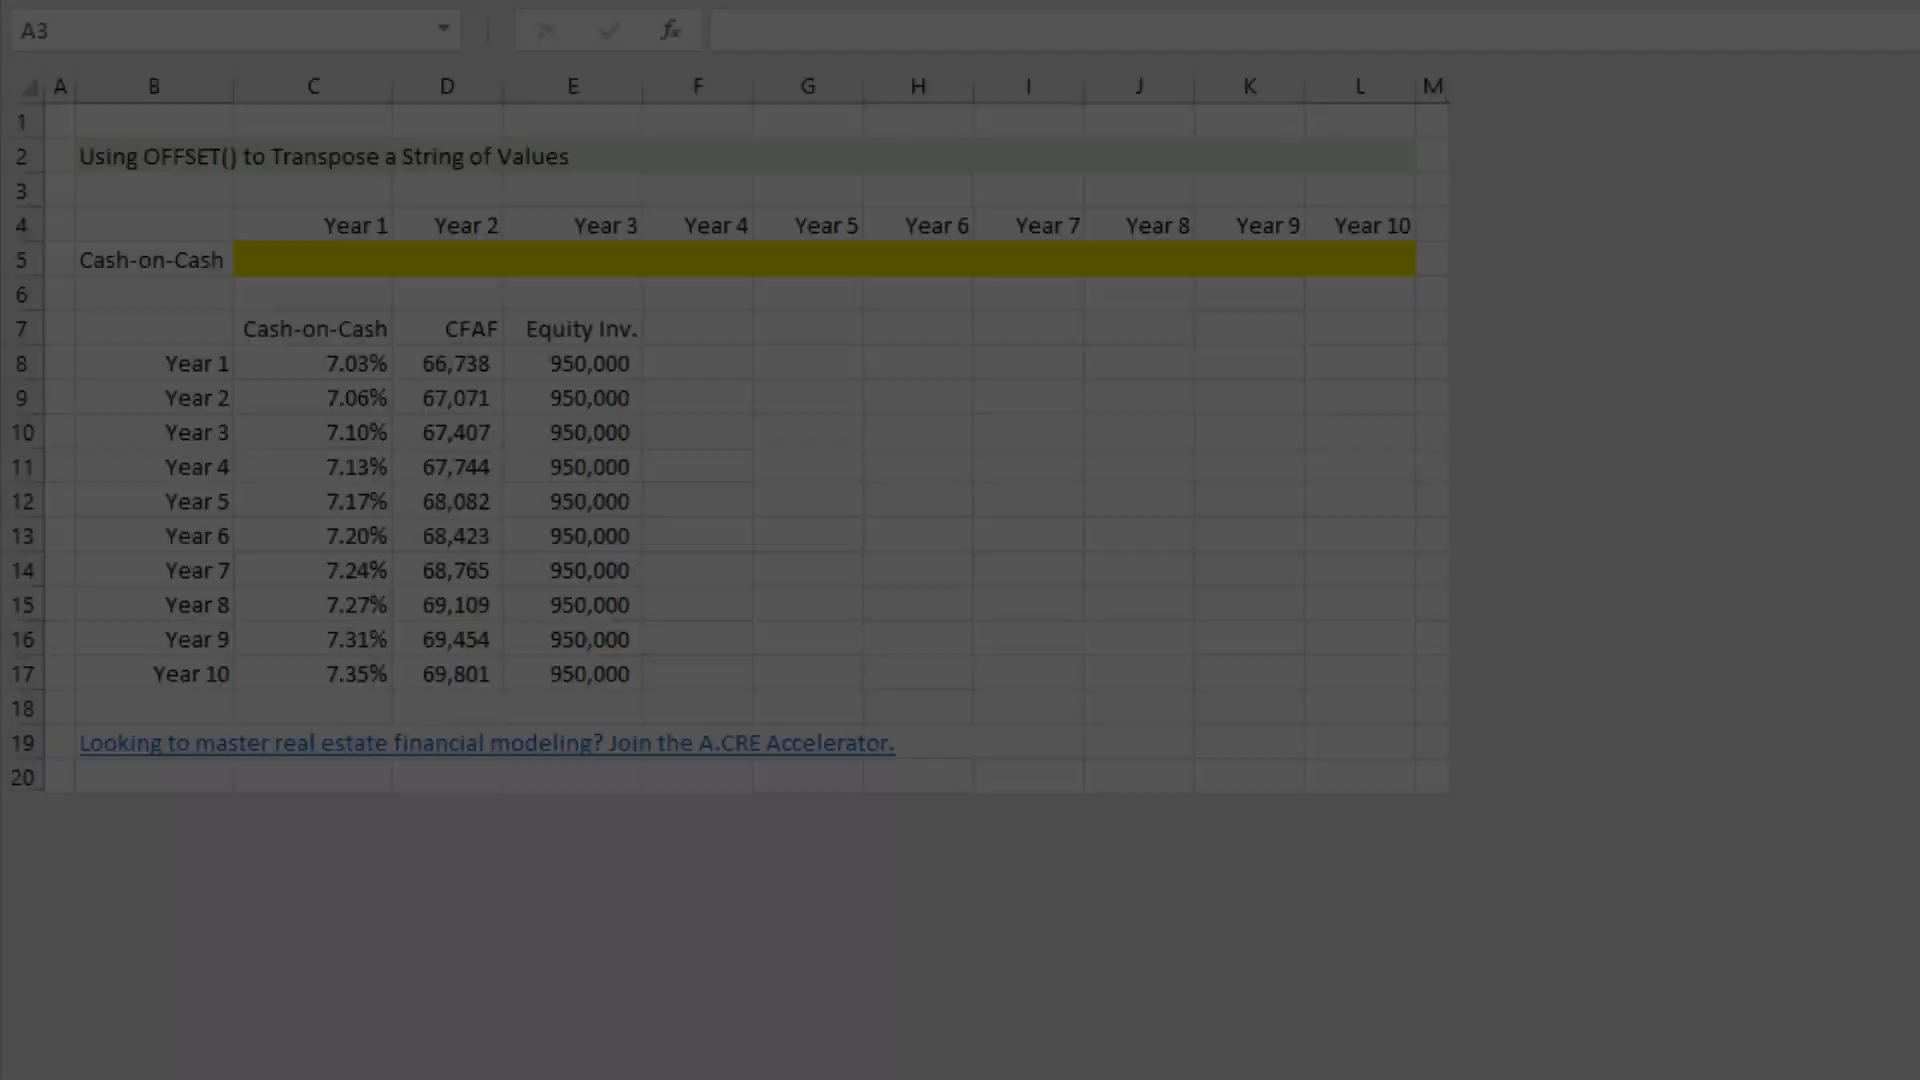 A3 fx
A B C D E F G H I J K L M
1
2 Using OFFSET() to Transpose a String of Values
3
4 Year 1 Year 2 Year 3 Year 4 Year 5 Year 6 Year 7 Year 8 Year 9 Year 10
5 Cash-on-Cash
6
7 Cash-on-Cash CFAF Equity Inv.
8 Year 1 7.03% 66,738 950,000
9 Year 2 7.06% 67,071 950,000
10 Year 3 7.10% 67,407 950,000
11 Year 4 7.13% 67,744 950,000
12 Year 5 7.17% 68,082 950,000
13 Year 6 7.20% 68,423 950,000
14 Year 7 7.24% 68,765 950,000
15 Year 8 7.27% 69,109 950,000
16 Year 9 7.31% 69,454 950,000
17 Year 10 7.35% 69,801 950,000
18
19 Looking to master real estate financial modeling? Join the A.CRE Accelerator.
20